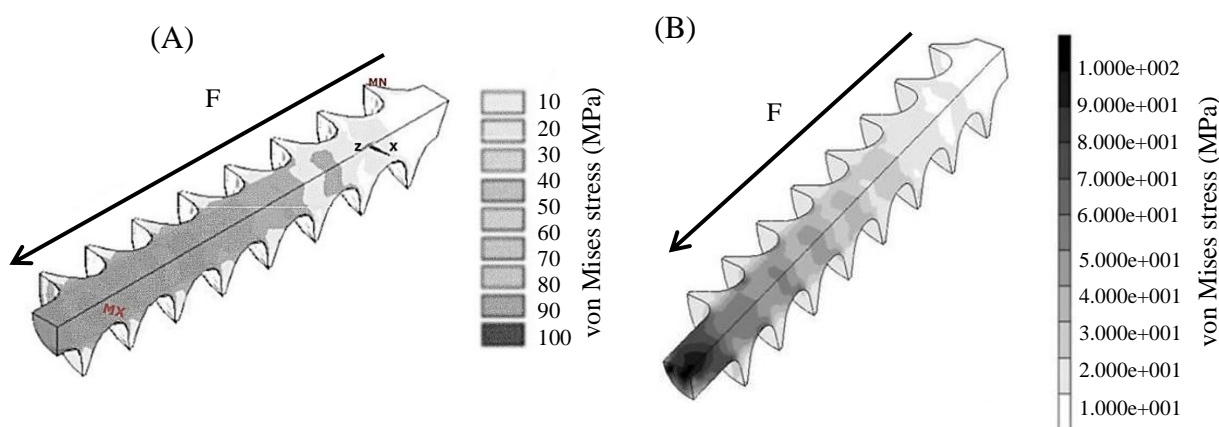 (A)
F
MN
z x
MX
10
20
30
40
50
60
70
80
90
100
von Mises stress (MPa)
(B)
F
1.000e+002
9.000e+001
8.000e+001
7.000e+001
6.000e+001
5.000e+001
4.000e+001
3.000e+001
2.000e+001
1.000e+001
von Mises stress (MPa)